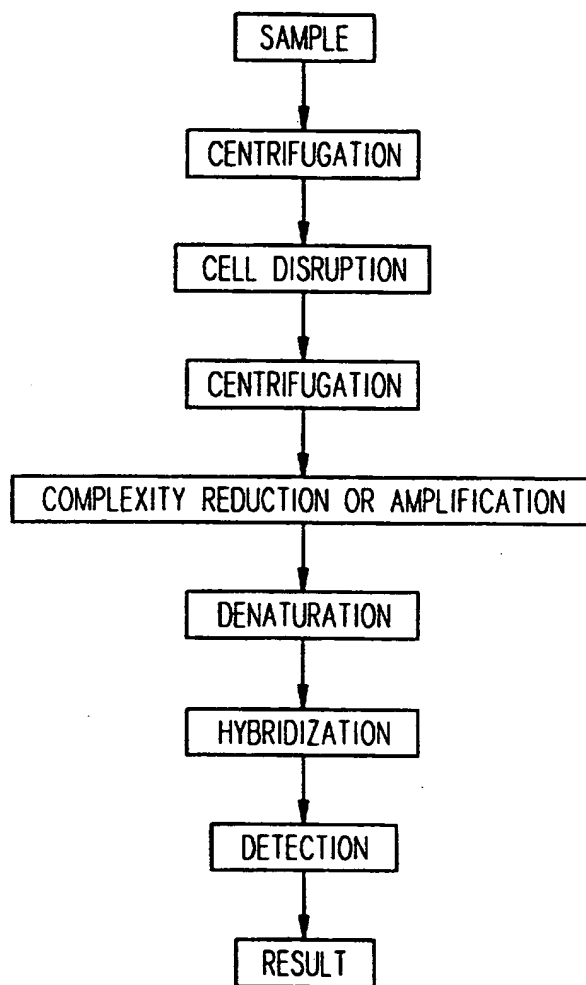 SAMPLE
CENTRIFUGATION
CELL DISRUPTION
CENTRIFUGATION
COMPLEXITY REDUCTION OR AMPLIFICATION
DENATURATION
HYBRIDIZATION
DETECTION
RESULT